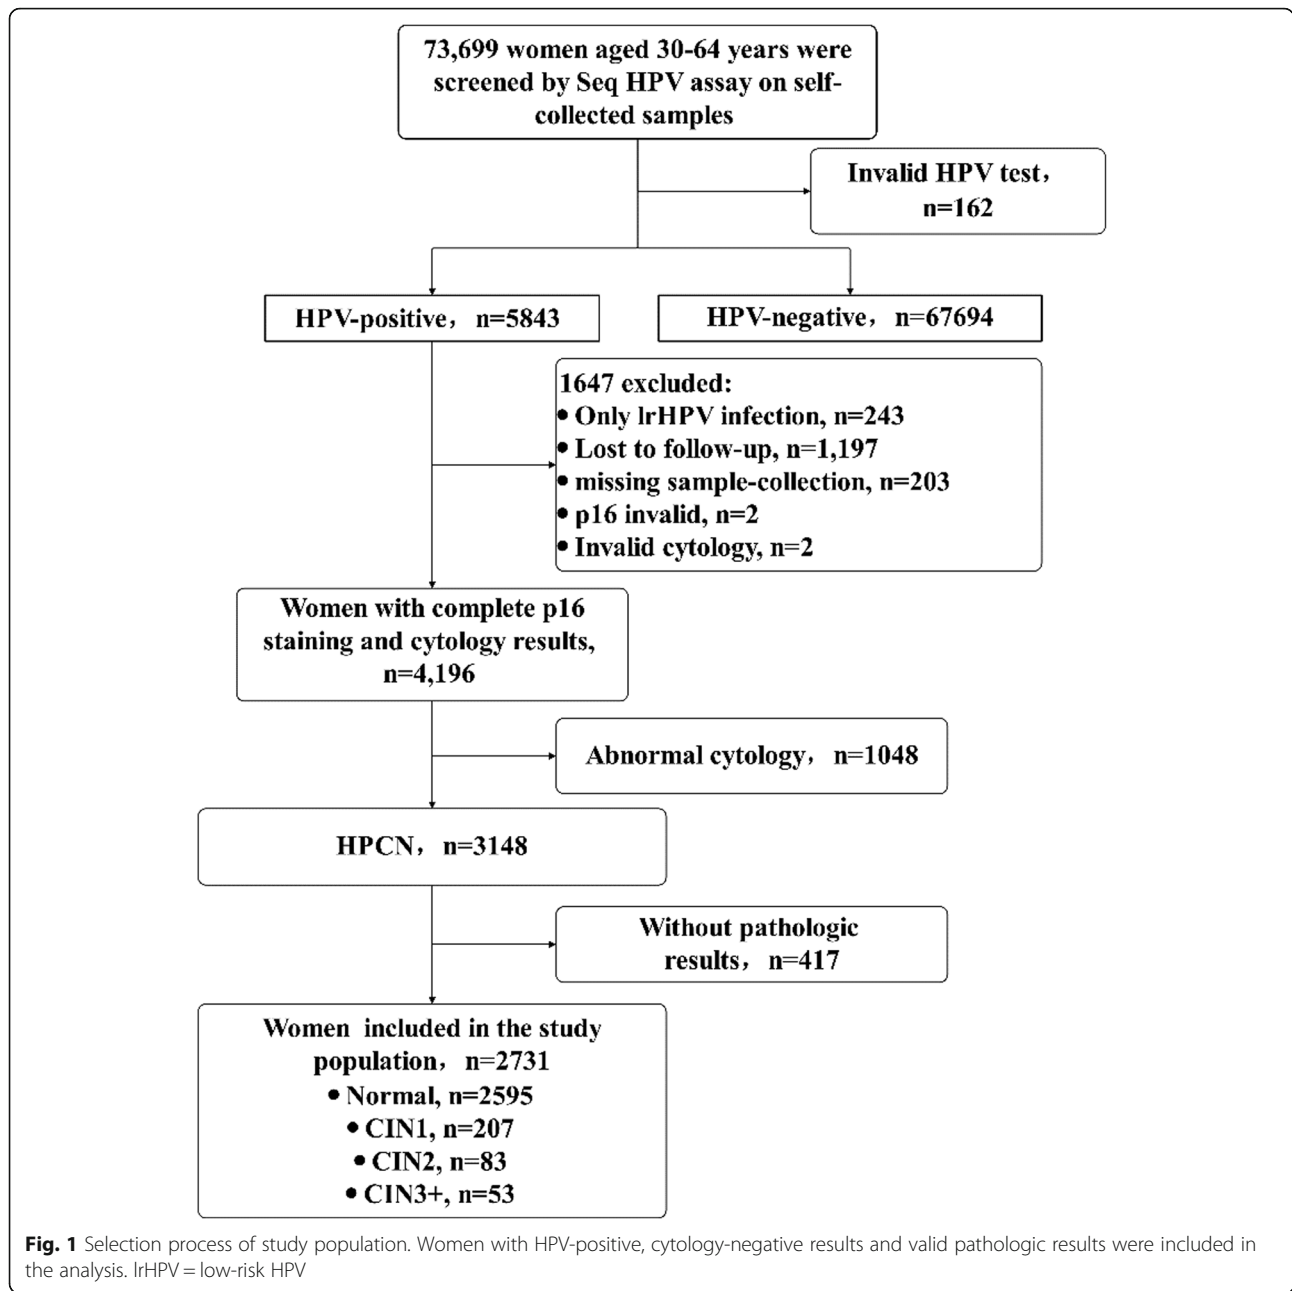 73,699 women aged 30-64 years were
screened by Seq HPV assay on self-
collected samples
Invalid HPV test，
n=162
HPV-positive， n=5843
HPV-negative， n=67694
1647 excluded:
• Only lrHPV infection, n=243
• Lost to follow-up, n=1,197
• missing sample-collection, n=203
• p16 invalid, n=2
• Invalid cytology, n=2
Women with complete p16
staining and cytology results,
n=4,196
Abnormal cytology， n=1048
HPCN， n=3148
Without pathologic
results， n=417
Women included in the study
population， n=2731
• Normal, n=2595
• CIN1, n=207
• CIN2, n=83
• CIN3+, n=53
Fig. 1 Selection process of study population. Women with HPV-positive, cytology-negative results and valid pathologic results were included in
the analysis. lrHPV = low-risk HPV